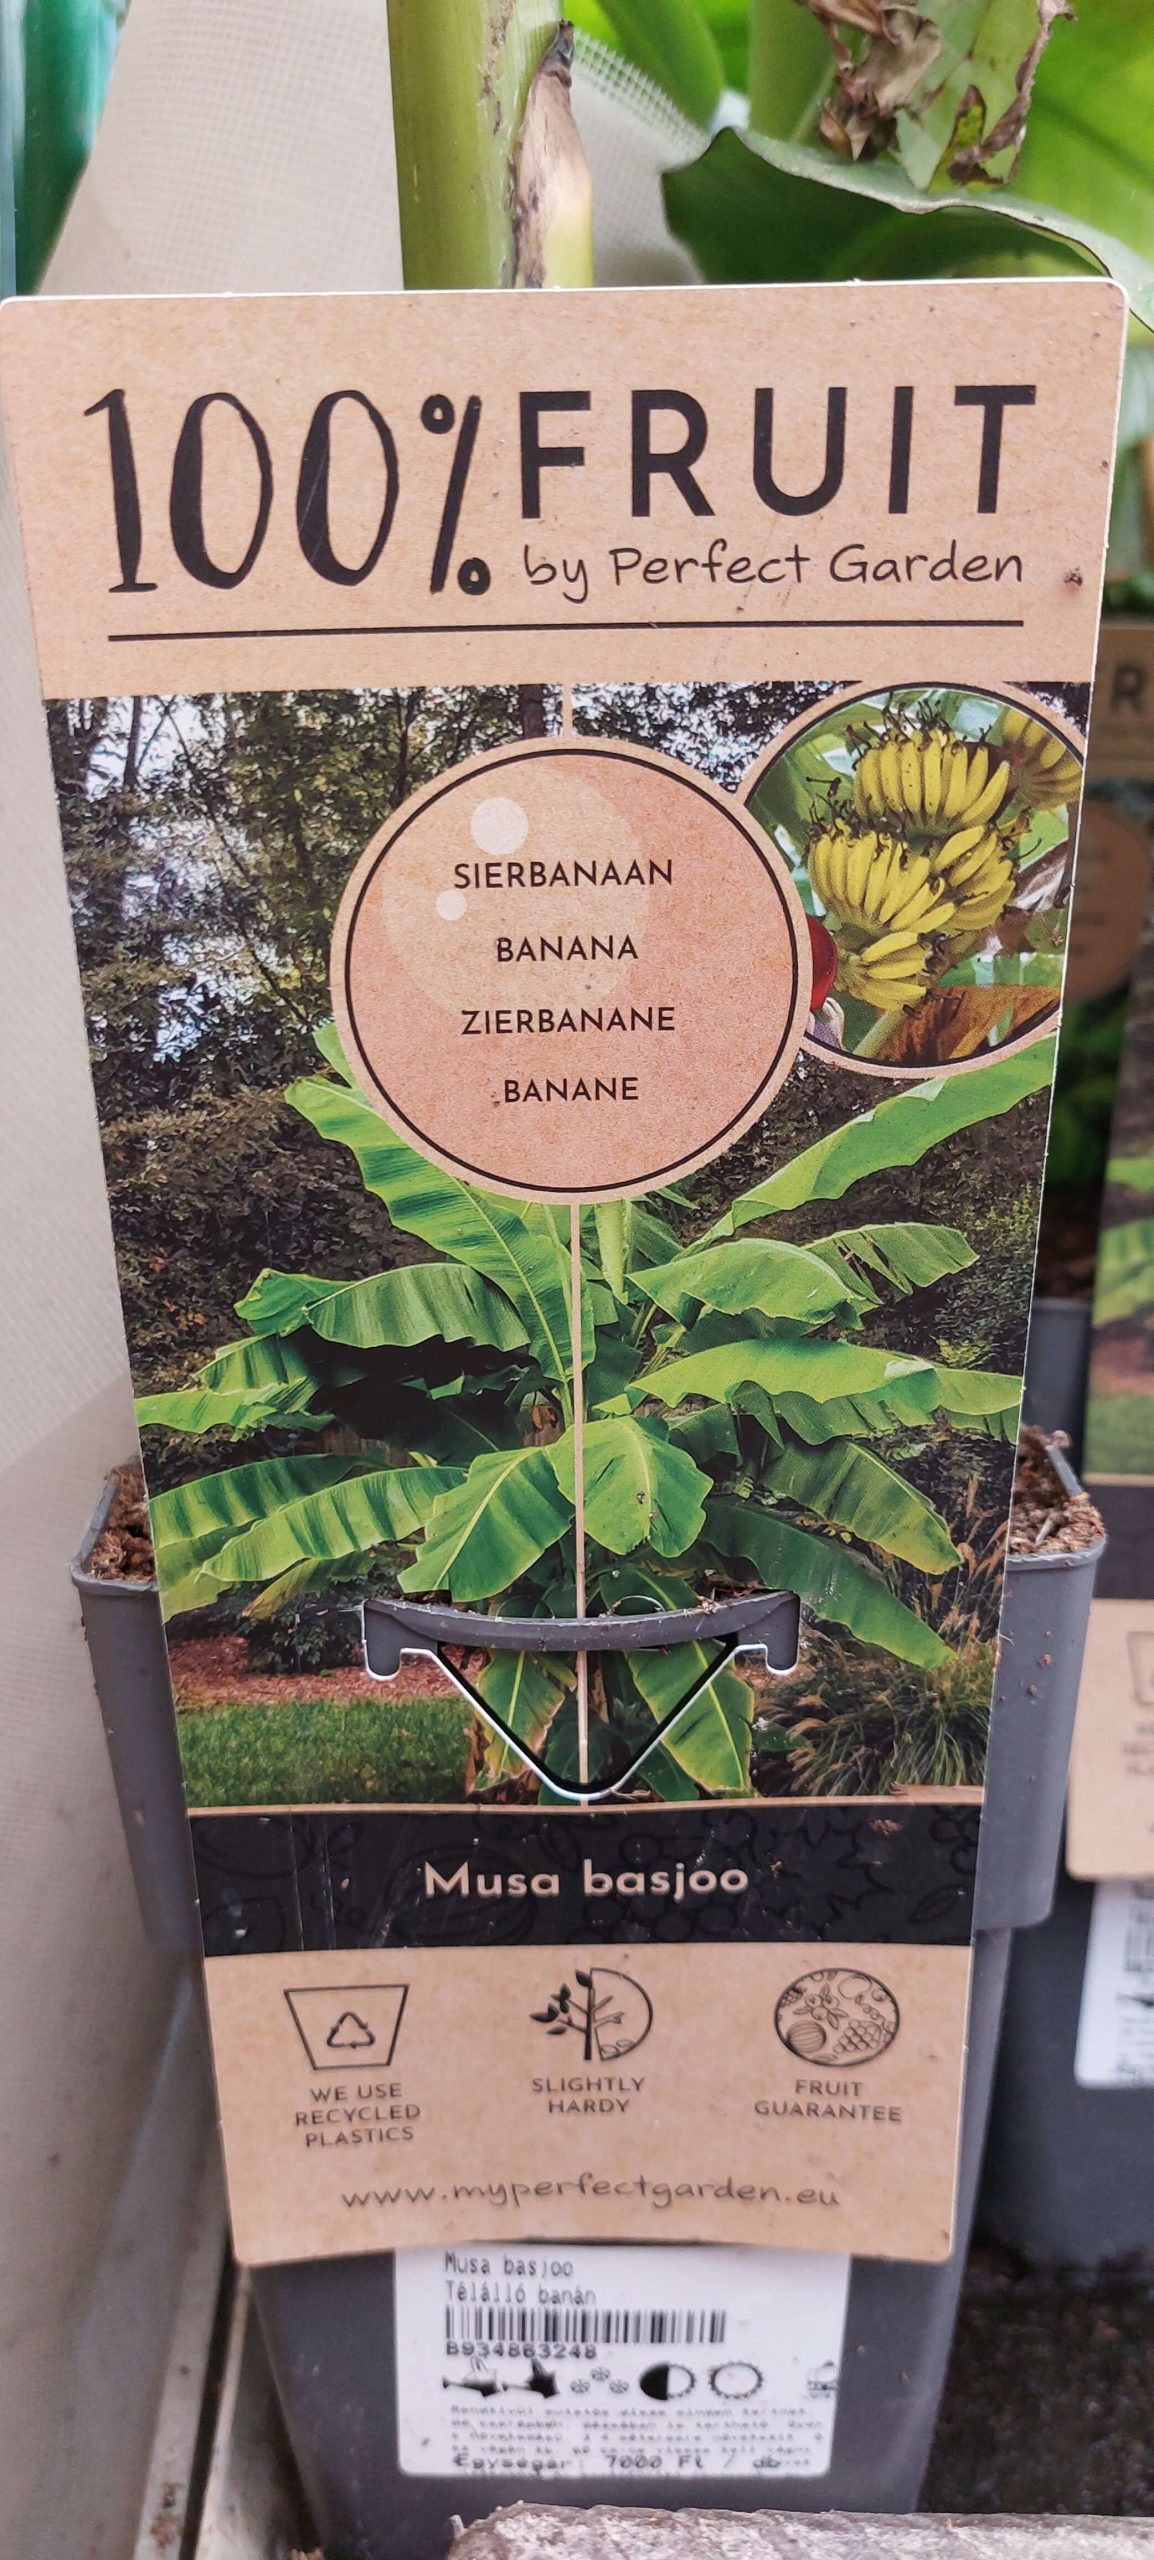 100% FRUIT
by Perfect Garden
SIERBANAAN
BANANA
ZIERBANANE
BANANE
Musa basjoo
WE USE
RECYCLED
PLASTICS
SLIGHTLY
HARDY
FRUIT
GUARANTEE
www.myperfectgarden.eu
Musa basjoo
Télálló banán
B934863248
Egységár: 7000 Ft / db
R